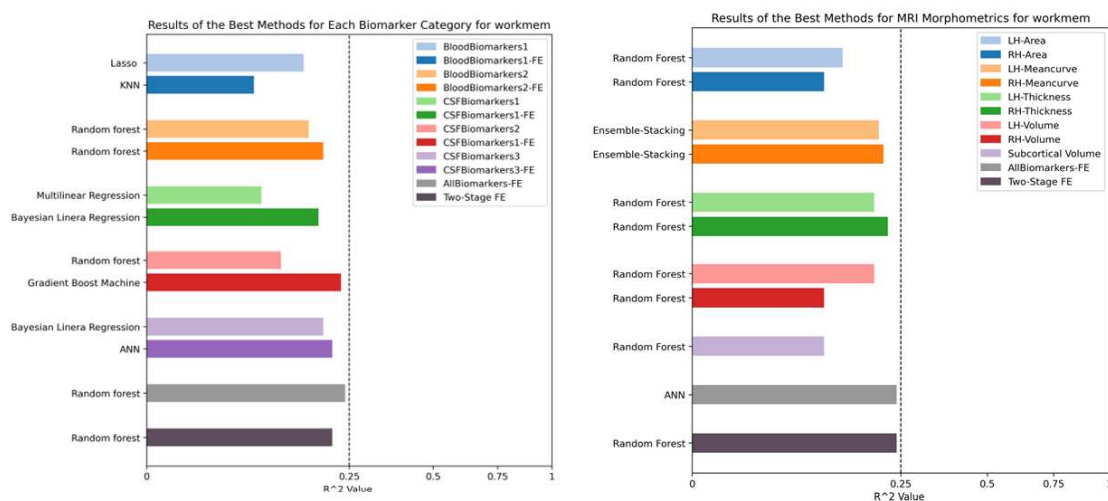 Results of the Best Methods for Each Biomarker Category for workmem
Lasso
KNN
Random forest
Random forest
Multilinear Regression
Bayesian Linera Regression
Random forest
Gradient Boost Machine
Bayesian Linera Regression
ANN
Random forest
Random forest
BloodBiomarkers1
BloodBiomarkers1-FE
BloodBiomarkers2
BloodBiomarkers2-FE
CSFBiomarkers1
CSFBiomarkers1-FE
CSFBiomarkers2
CSFBiomarkers1-FE
CSFBiomarkers3
CSFBiomarkers3-FE
AllBiomarkers-FE
Two-Stage FE
0 0.25 0.5 0.75 1
R^2 Value
Results of the Best Methods for MRI Morphometrics for workmem
Random Forest
Random Forest
Ensemble-Stacking
Ensemble-Stacking
Random Forest
Random Forest
Random Forest
Random Forest
Random Forest
ANN
Random Forest
LH-Area
RH-Area
LH-Meancurve
RH-Meancurve
LH-Thickness
RH-Thickness
LH-Volume
RH-Volume
Subcortical Volume
AllBiomarkers-FE
Two-Stage FE
0 0.25 0.5 0.75
R^2 Value